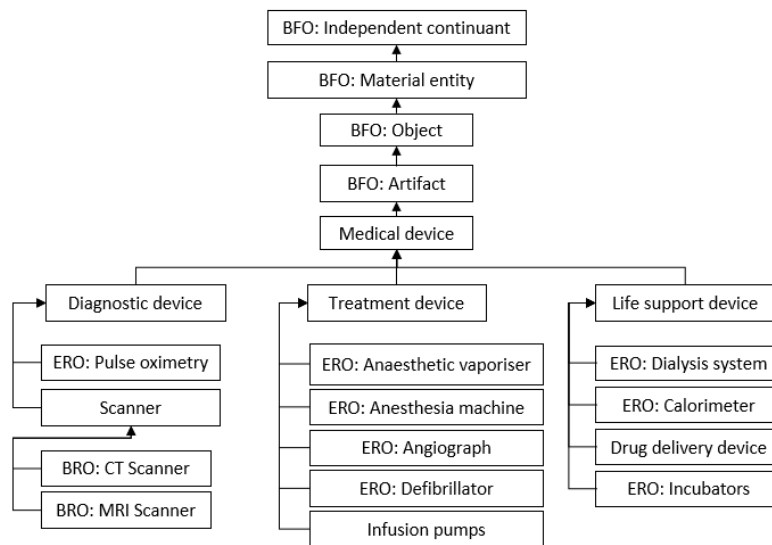 BFO: Independent continuant
BFO: Material entity
BFO: Object
BFO: Artifact
Medical device
Diagnostic device
Treatment device
Life support device
ERO: Pulse oximetry
Scanner
BRO: CT Scanner
BRO: MRI Scanner
ERO: Anaesthetic vaporiser
ERO: Anesthesia machine
ERO: Angiograph
ERO: Defibrillator
Infusion pumps
ERO: Dialysis system
ERO: Calorimeter
Drug delivery device
ERO: Incubators